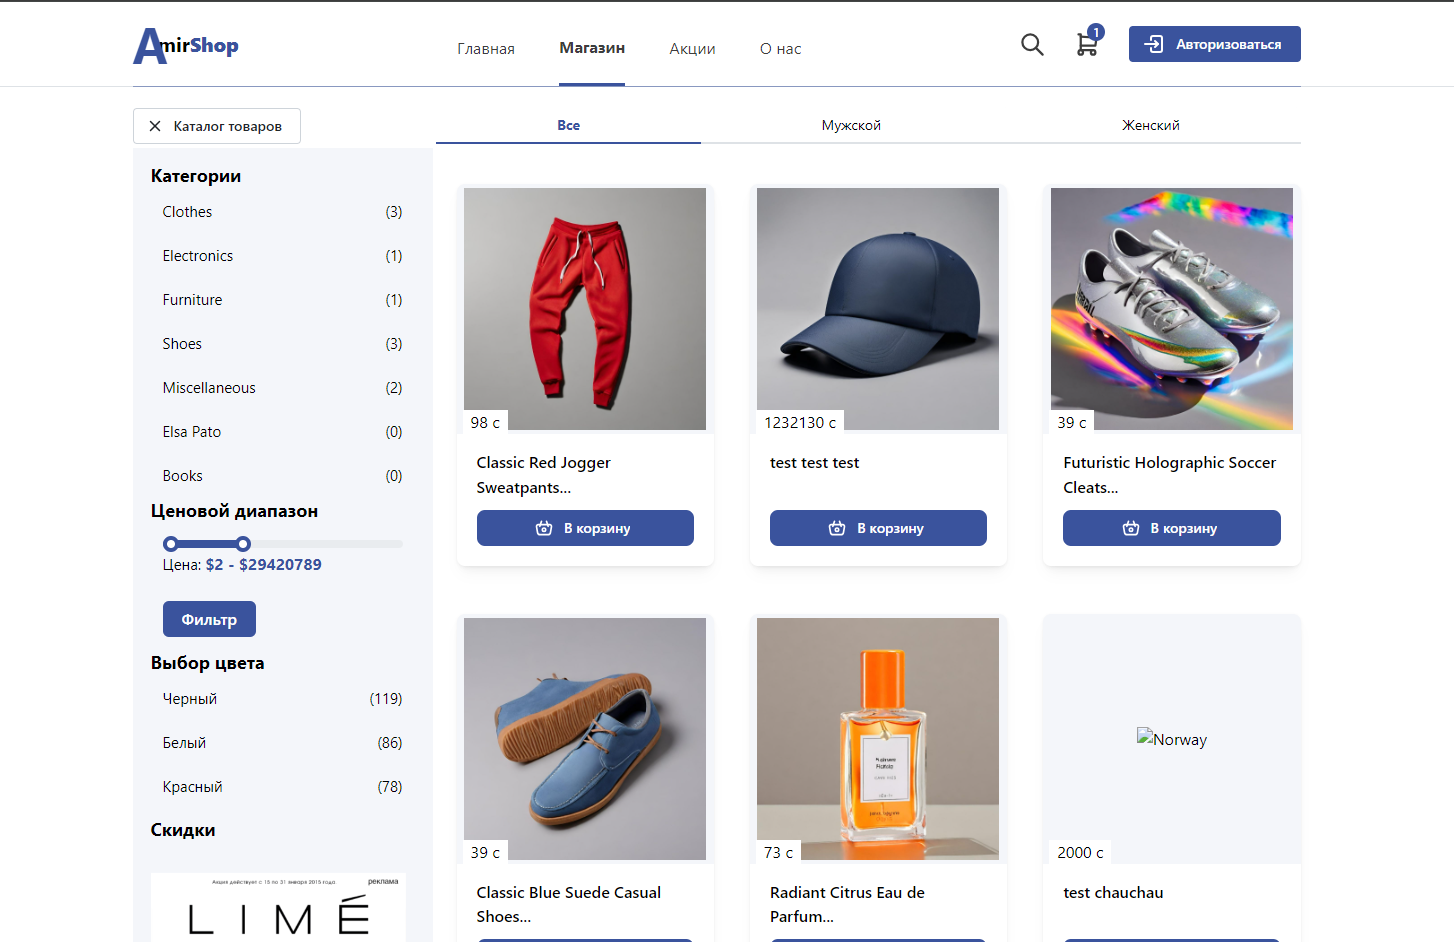 AmirShop
Главная
Магазин
Акции
О нас
1
Авторизоваться
Каталог товаров
Все
Мужской
Женский
Категории
Clothes (3)
Electronics (1)
Furniture (1)
Shoes (3)
Miscellaneous (2)
Elsa Pato (0)
Books (0)
Ценовой диапазон
Цена: $2 - $29420789
Фильтр
Выбор цвета
Черный (119)
Белый (86)
Красный (78)
Скидки
Акция действует с 15 по 31 января 2015 года
реклама
LIMÉ
98 с
Classic Red Jogger
Sweatpants...
В корзину
1232130 с
test test test
В корзину
39 с
Futuristic Holographic Soccer
Cleats...
В корзину
39 с
Classic Blue Suede Casual
Shoes...
73 с
Radiant Citrus Eau de
Parfum...
Norway
2000 с
test chauchau